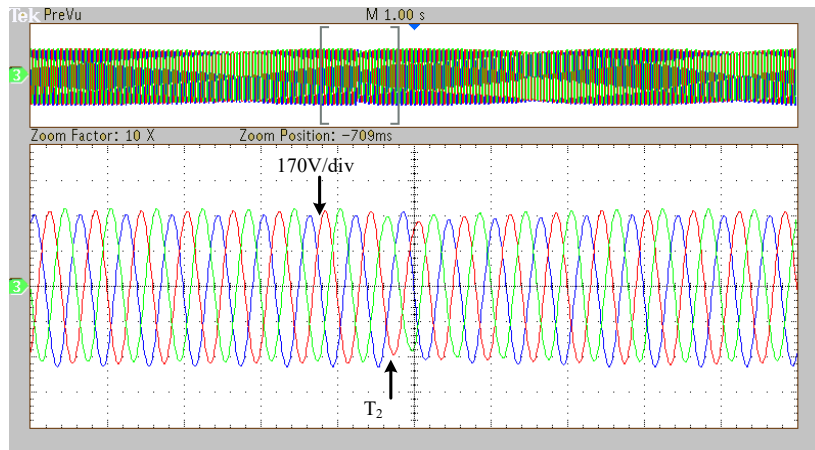 Tek PreVu M 1.00 s
3
Zoom Factor: 10 X Zoom Position: -709ms
170V/div
3
T₂